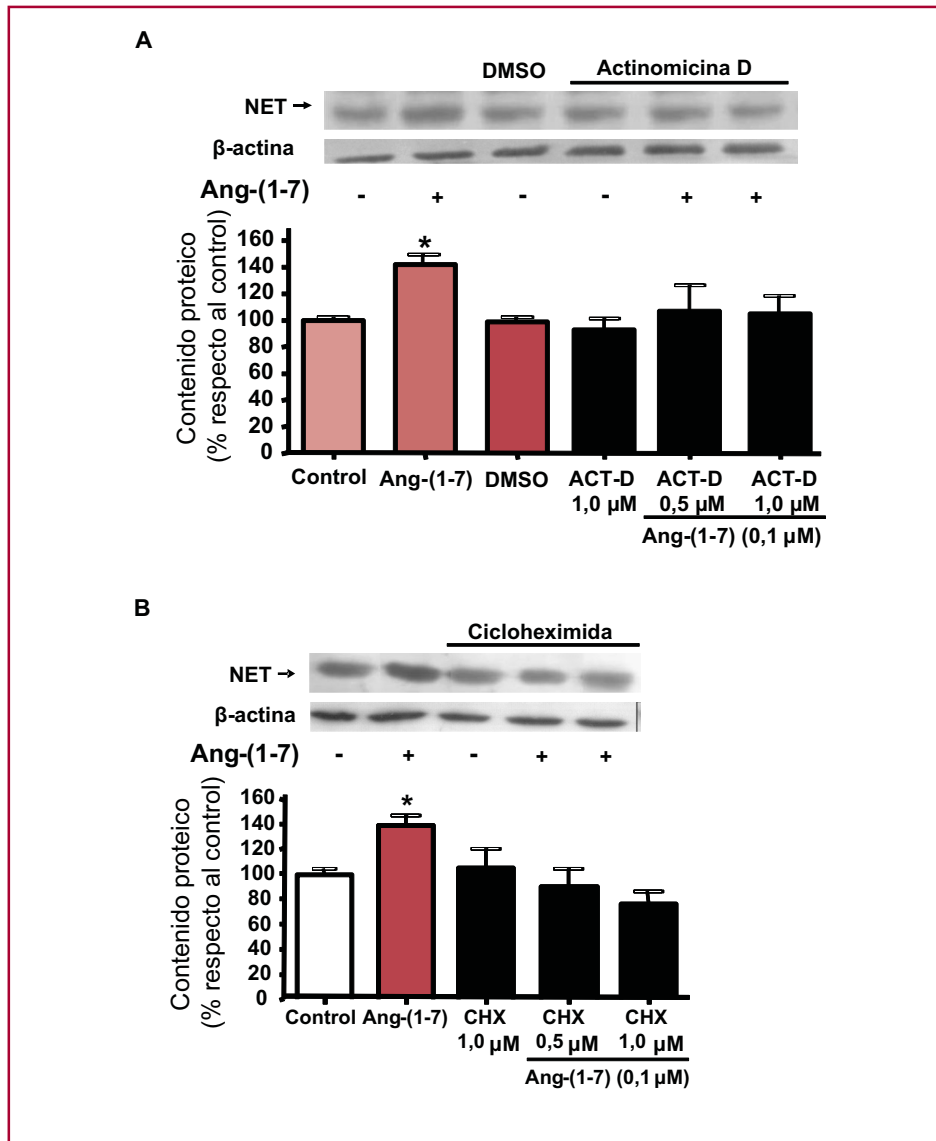 A
DMSO Actinomicina D
NET →
β-actina
Ang-(1-7) - + - - + +
Contenido proteico
(% respecto al control)
160
140
120
100
80
60
40
20
0
*
Control Ang-(1-7) DMSO ACT-D ACT-D ACT-D
1,0 µM 0,5 µM 1,0 µM
Ang-(1-7) (0,1 µM)
B
Cicloheximida
NET →
β-actina
Ang-(1-7) - + - + +
Contenido proteico
(% respecto al control)
160
140
120
100
80
60
40
20
0
*
Control Ang-(1-7) CHX CHX CHX
1,0 µM 0,5 µM 1,0 µM
Ang-(1-7) (0,1 µM)